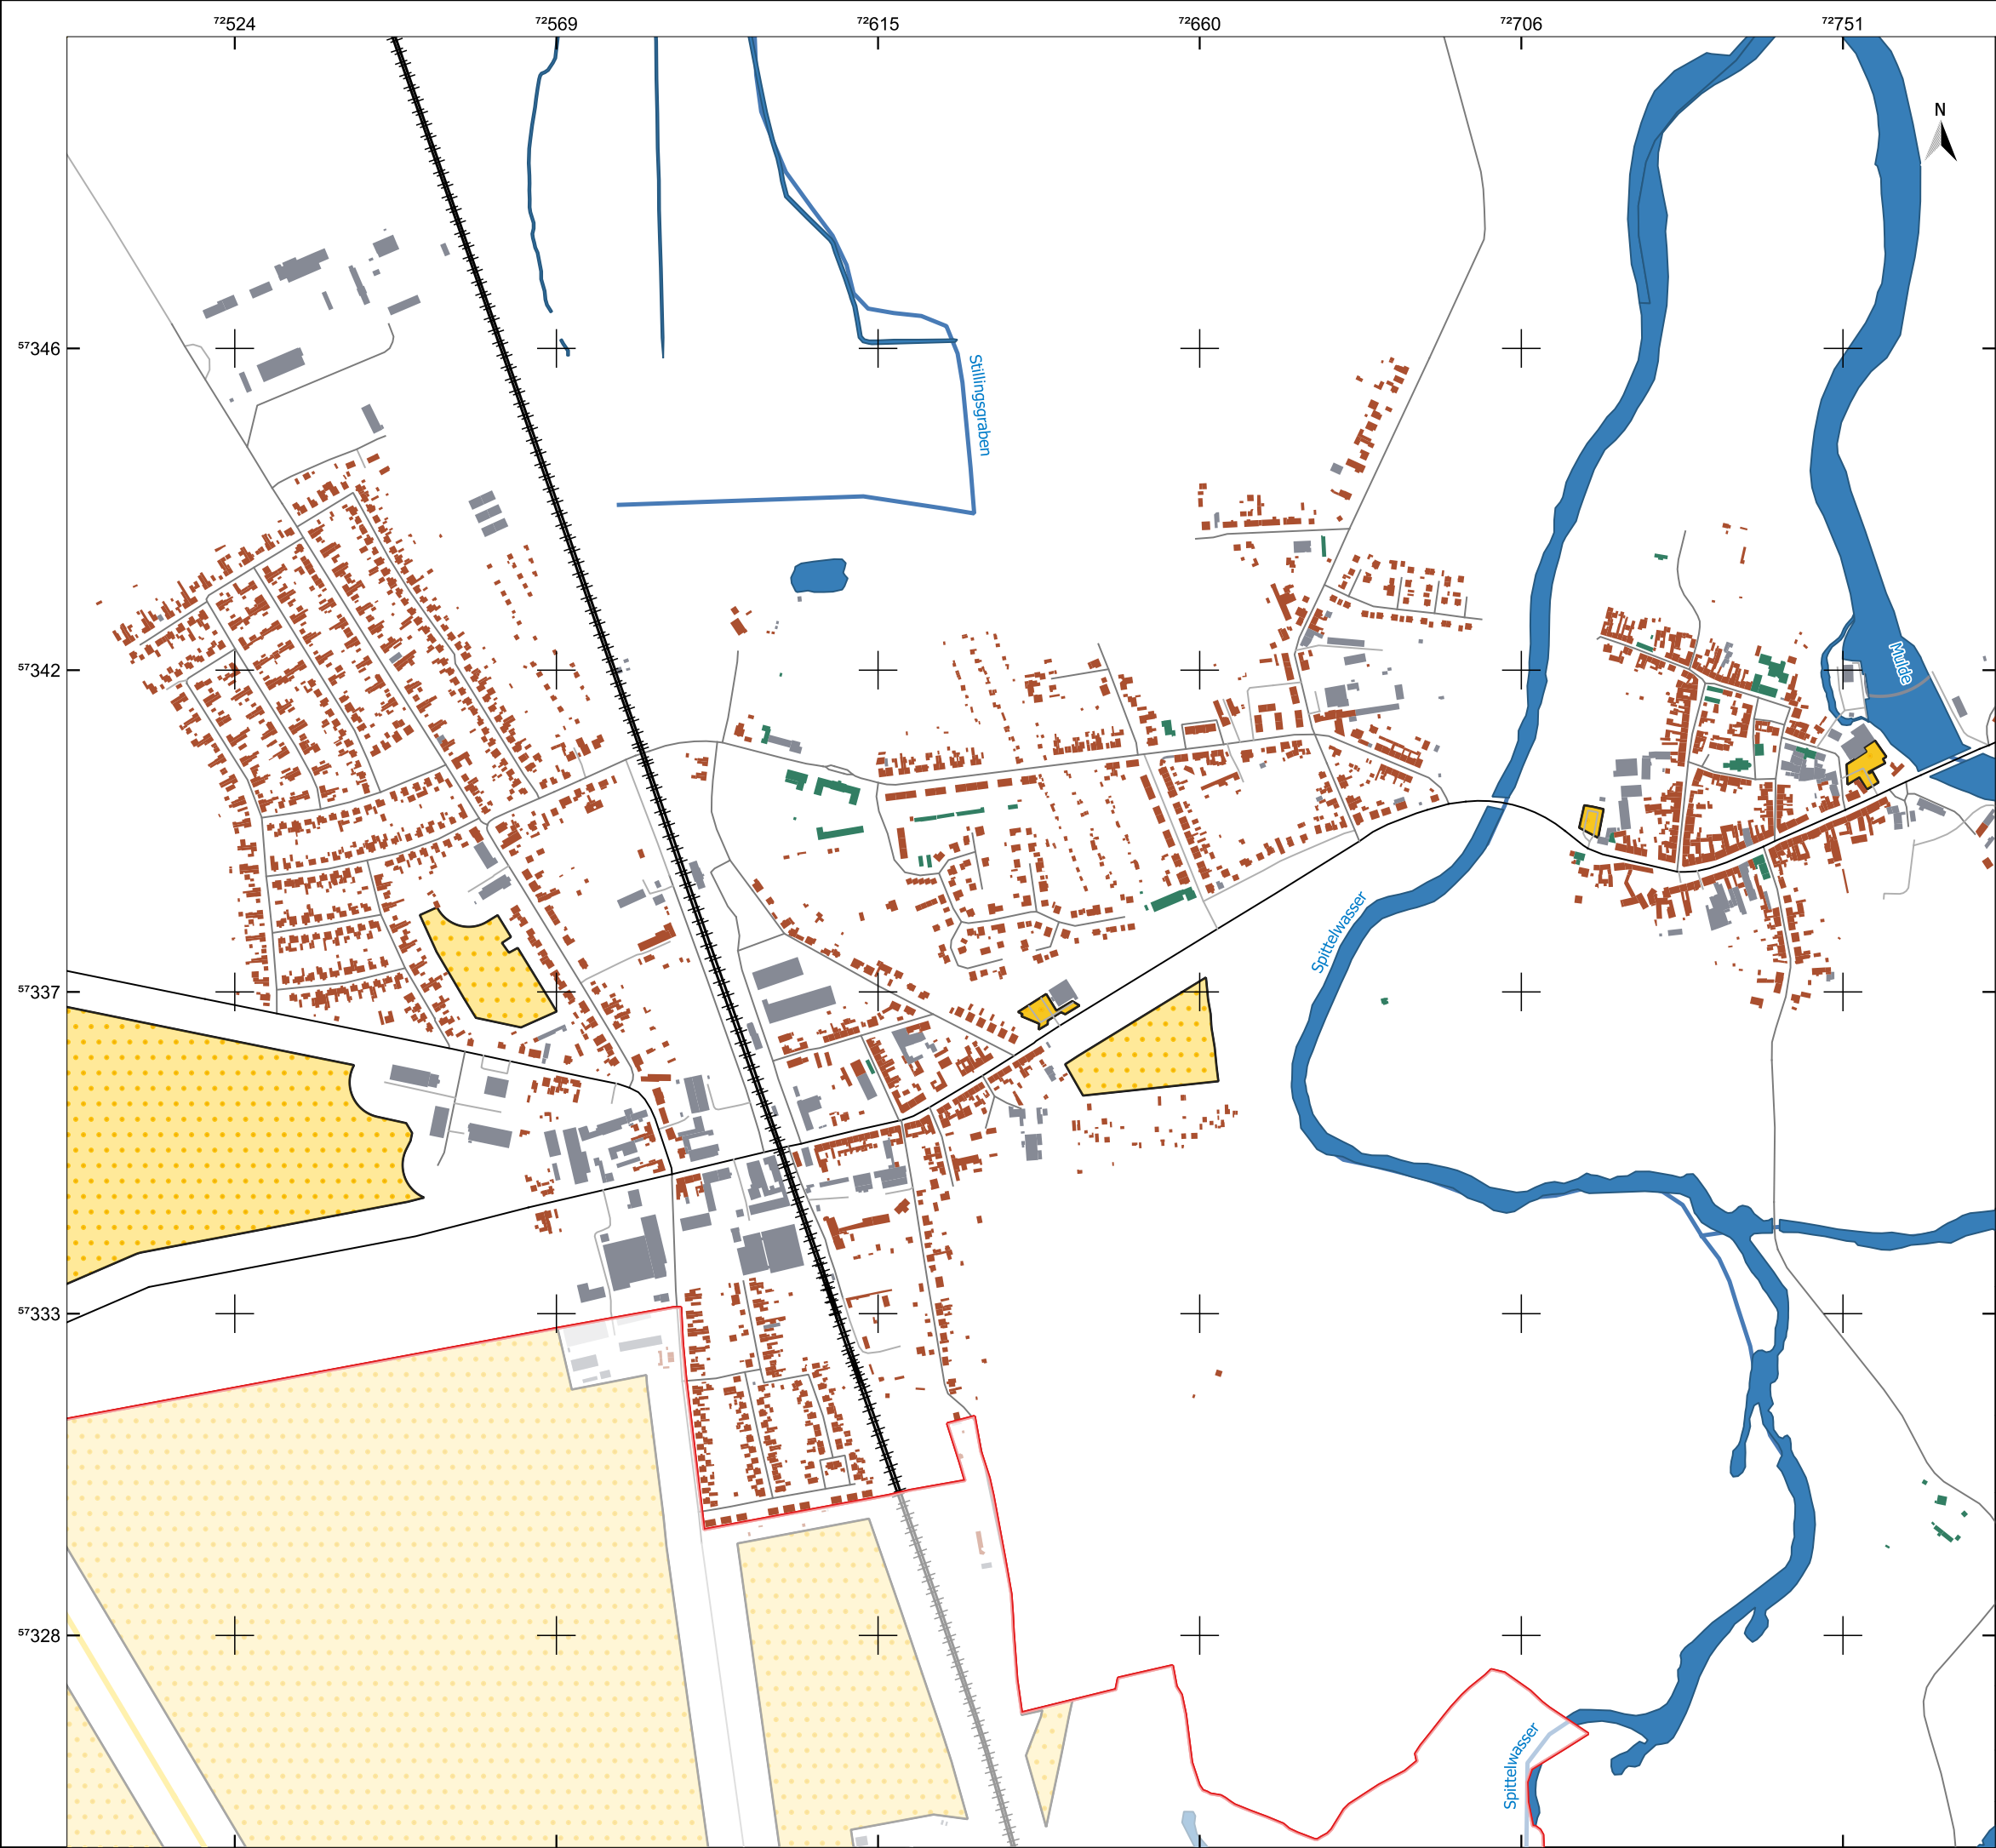 ⁷²524 ⁷²569 ⁷²615 ⁷²660 ⁷²706 ⁷²751
N
⁵⁷346
Stillingsgraben
⁵⁷342
Mulde
Spittelwasser
⁵⁷337
⁵⁷333
⁵⁷328
Spittelwasser